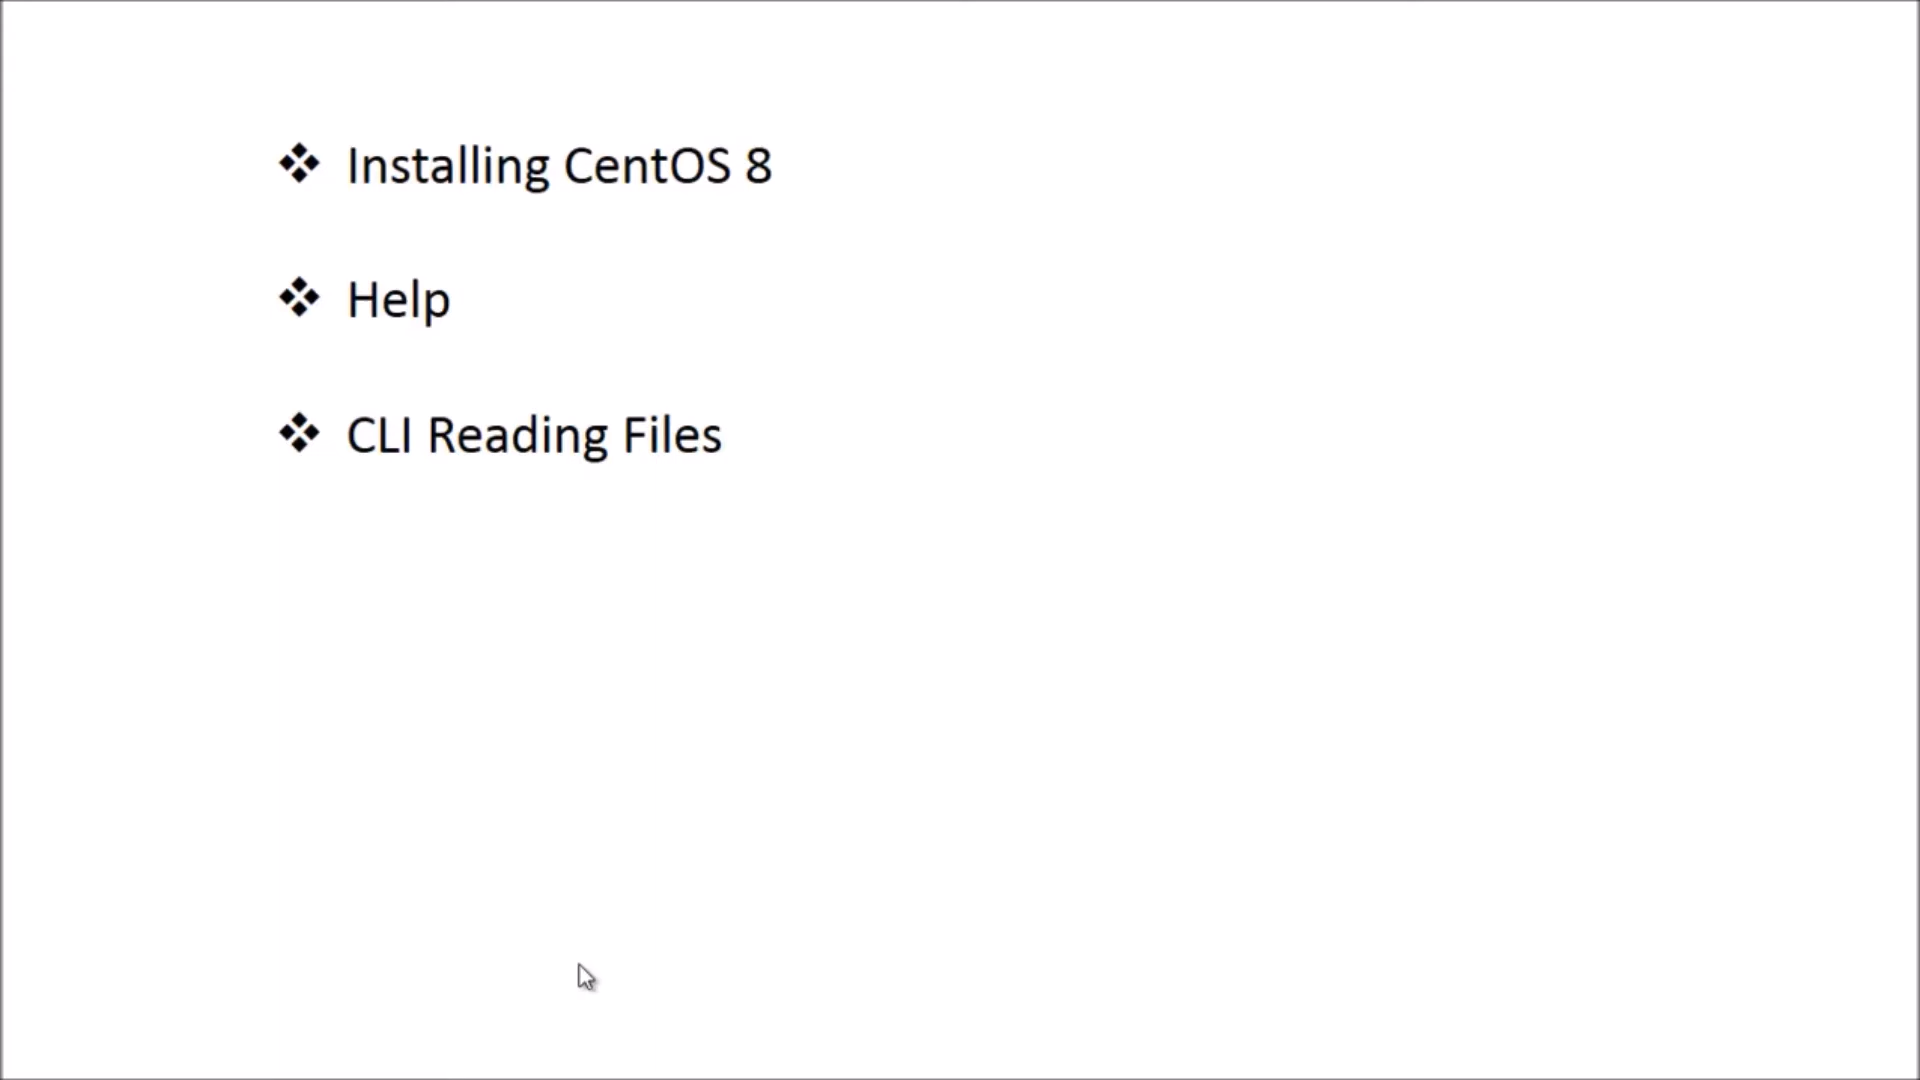 ❖ Installing CentOS 8
❖ Help
❖ CLI Reading Files